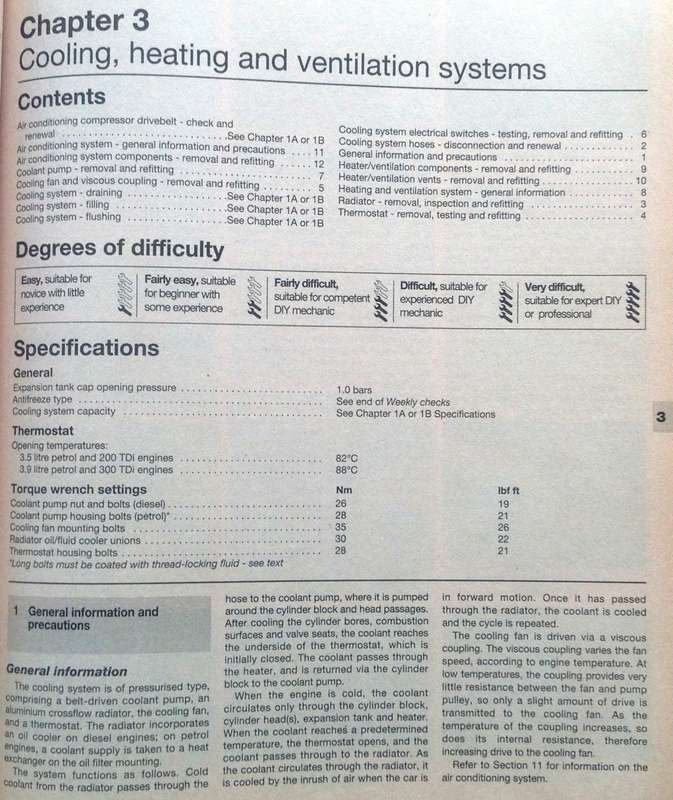 Chapter 3
Cooling, heating and ventilation systems
Contents
Air conditioning compressor drivebelt - check and
renewal . . . . . . . . . . . . . . . . . . . . . . . . . . . . .See Chapter 1A or 1B
Air conditioning system - general information and precautions . . . . 11
Air conditioning system components - removal and refitting . . . . . . . 12
Coolant pump - removal and refitting . . . . . . . . . . . . . . . . . . . . . . . 7
Cooling fan and viscous coupling - removal and refitting . . . . . . . . . 5
Cooling system - draining . . . . . . . . . . . . . . . . .See Chapter 1A or 1B
Cooling system - filling . . . . . . . . . . . . . . . . . . .See Chapter 1A or 1B
Cooling system - flushing . . . . . . . . . . . . . . . . .See Chapter 1A or 1B
Cooling system electrical switches - testing, removal and refitting . 6
Cooling system hoses - disconnection and renewal . . . . . . . . . . . . 2
General information and precautions . . . . . . . . . . . . . . . . . . . . . . . 1
Heater/ventilation components - removal and refitting . . . . . . . . . . 9
Heater/ventilation vents - removal and refitting . . . . . . . . . . . . . . . 10
Heating and ventilation system - general information . . . . . . . . . . . 8
Radiator - removal, inspection and refitting . . . . . . . . . . . . . . . . . . 3
Thermostat - removal, testing and refitting . . . . . . . . . . . . . . . . . . . 4
Degrees of difficulty
Easy, suitable for
novice with little
experience
Fairly easy, suitable
for beginner with
some experience
Fairly difficult,
suitable for competent
DIY mechanic
Difficult, suitable for
experienced DIY
mechanic
Very difficult,
suitable for expert DIY
or professional
Specifications
General
Expansion tank cap opening pressure . . . . . . . . . . . . . . . . . . . . . . . 1.0 bars
Antifreeze type . . . . . . . . . . . . . . . . . . . . . . . . . . . . . . . . . . . . . . . . See end of Weekly checks
Cooling system capacity . . . . . . . . . . . . . . . . . . . . . . . . . . . . . . . . . See Chapter 1A or 1B Specifications
3
Thermostat
Opening temperatures:
3.5 litre petrol and 200 TDi engines . . . . . . . . . . . . . . . . . . . . . . . 82°C
3.9 litre petrol and 300 TDi engines . . . . . . . . . . . . . . . . . . . . . . . 88°C
Torque wrench settings Nm lbf ft
Coolant pump nut and bolts (diesel) . . . . . . . . . . . . . . . . . . . . . . . . 26 19
Coolant pump housing bolts (petrol)* . . . . . . . . . . . . . . . . . . . . . . . 28 21
Cooling fan mounting bolts . . . . . . . . . . . . . . . . . . . . . . . . . . . . . . 35 26
Radiator oil/fluid cooler unions . . . . . . . . . . . . . . . . . . . . . . . . . . . 30 22
Thermostat housing bolts . . . . . . . . . . . . . . . . . . . . . . . . . . . . . . . 28 21
*Long bolts must be coated with thread-locking fluid - see text
1 General information and
precautions
General information
The cooling system is of pressurised type,
comprising a belt-driven coolant pump, an
aluminium crossflow radiator, the cooling fan,
and a thermostat. The radiator incorporates
an oil cooler on diesel engines; on petrol
engines, a coolant supply is taken to a heat
exchanger on the oil filter mounting.
The system functions as follows. Cold
coolant from the radiator passes through the
hose to the coolant pump, where it is pumped
around the cylinder block and head passages.
After cooling the cylinder bores, combustion
surfaces and valve seats, the coolant reaches
the underside of the thermostat, which is
initially closed. The coolant passes through
the heater, and is returned via the cylinder
block to the coolant pump.
When the engine is cold, the coolant
circulates only through the cylinder block,
cylinder head(s), expansion tank and heater.
When the coolant reaches a predetermined
temperature, the thermostat opens, and the
coolant passes through to the radiator. As
the coolant circulates through the radiator, it
is cooled by the inrush of air when the car is
in forward motion. Once it has passed
through the radiator, the coolant is cooled
and the cycle is repeated.
The cooling fan is driven via a viscous
coupling. The viscous coupling varies the fan
speed, according to engine temperature. At
low temperatures, the coupling provides very
little resistance between the fan and pump
pulley, so only a slight amount of drive is
transmitted to the cooling fan. As the
temperature of the coupling increases, so
does its internal resistance, therefore
increasing drive to the cooling fan.
Refer to Section 11 for information on the
air conditioning system.